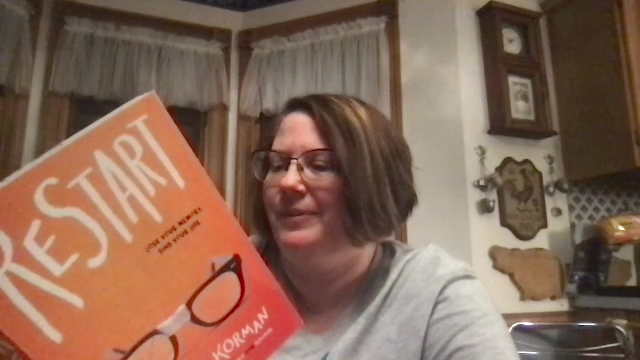 ReSTART
LOSE YOUR MEMORY.
FIND YOUR LIFE.
KORMAN